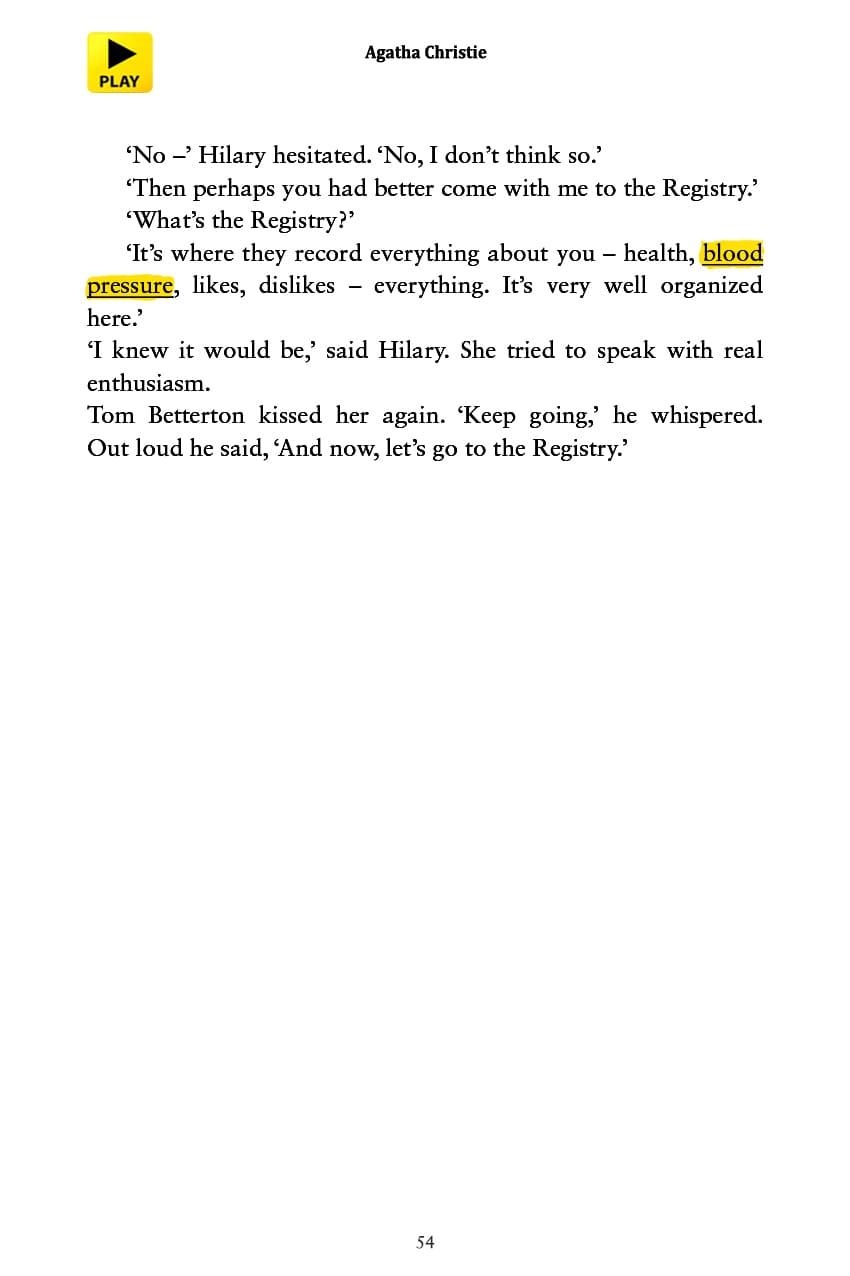 PLAY
Agatha Christie
‘No –’ Hilary hesitated. ‘No, I don’t think so.’
‘Then perhaps you had better come with me to the Registry.’
‘What’s the Registry?’
‘It’s where they record everything about you – health, blood
pressure, likes, dislikes – everything. It’s very well organized
here.’
‘I knew it would be,’ said Hilary. She tried to speak with real
enthusiasm.
Tom Betterton kissed her again. ‘Keep going,’ he whispered.
Out loud he said, ‘And now, let’s go to the Registry.’
54